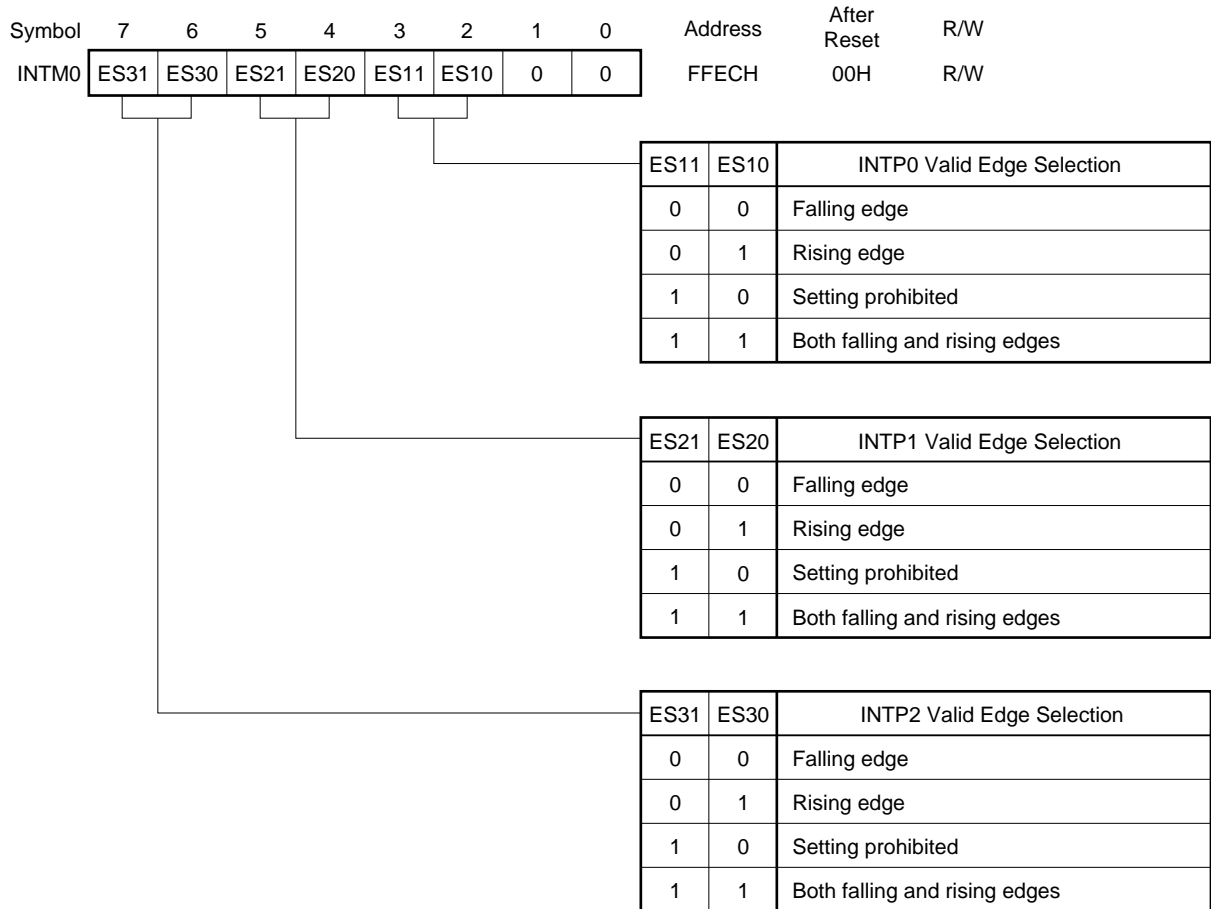 Symbol 7 6 5 4 3 2 1 0 Address After Reset R/W
INTM0 ES31 ES30 ES21 ES20 ES11 ES10 0 0 FFECH 00H R/W
ES11 ES10 INTP0 Valid Edge Selection
0 0 Falling edge
0 1 Rising edge
1 0 Setting prohibited
1 1 Both falling and rising edges
ES21 ES20 INTP1 Valid Edge Selection
0 0 Falling edge
0 1 Rising edge
1 0 Setting prohibited
1 1 Both falling and rising edges
ES31 ES30 INTP2 Valid Edge Selection
0 0 Falling edge
0 1 Rising edge
1 0 Setting prohibited
1 1 Both falling and rising edges